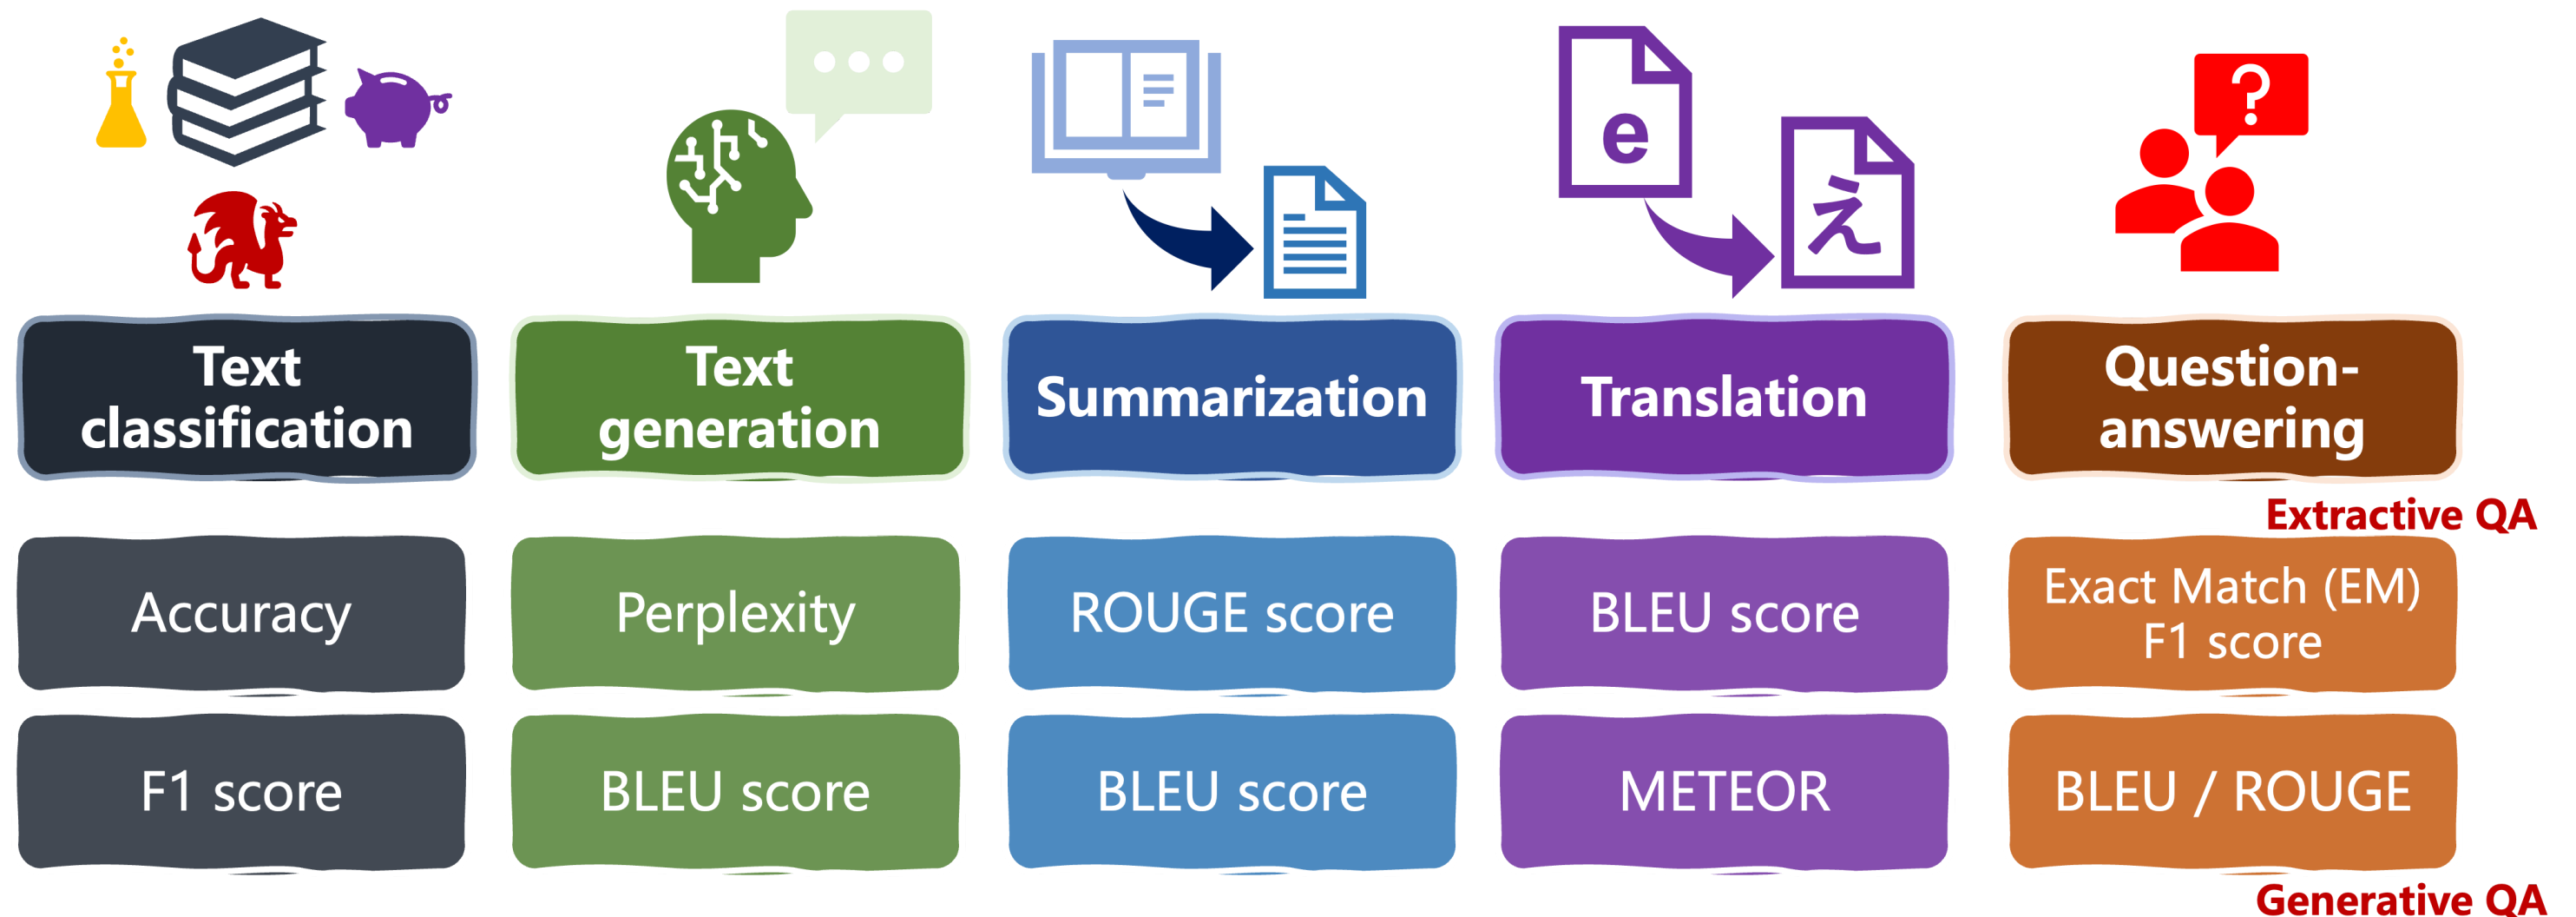 ?
e
え
Text
classification
Text
generation
Summarization
Translation
Question-
answering
Extractive QA
Accuracy
Perplexity
ROUGE score
BLEU score
Exact Match (EM)
F1 score
F1 score
BLEU score
BLEU score
METEOR
BLEU / ROUGE
Generative QA